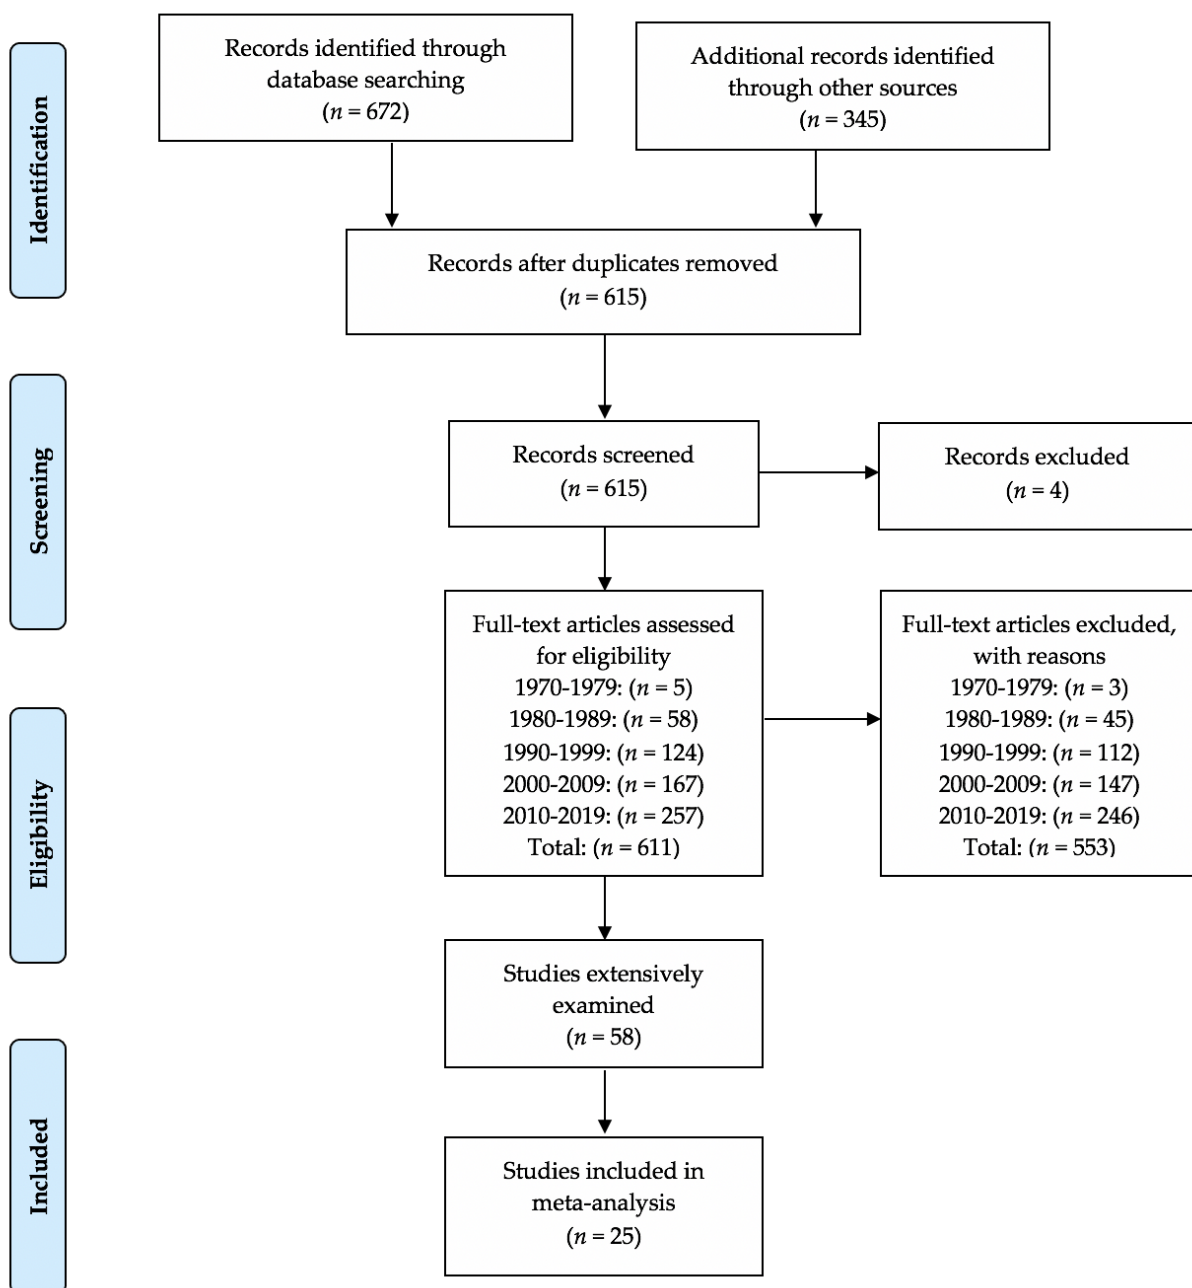 Identification
Records identified through
database searching
(n = 672)
Additional records identified
through other sources
(n = 345)
Records after duplicates removed
(n = 615)
Screening
Records screened
(n = 615)
Records excluded
(n = 4)
Eligibility
Full-text articles assessed
for eligibility
1970-1979: (n = 5)
1980-1989: (n = 58)
1990-1999: (n = 124)
2000-2009: (n = 167)
2010-2019: (n = 257)
Total: (n = 611)
Full-text articles excluded,
with reasons
1970-1979: (n = 3)
1980-1989: (n = 45)
1990-1999: (n = 112)
2000-2009: (n = 147)
2010-2019: (n = 246)
Total: (n = 553)
Studies extensively
examined
(n = 58)
Included
Studies included in
meta-analysis
(n = 25)